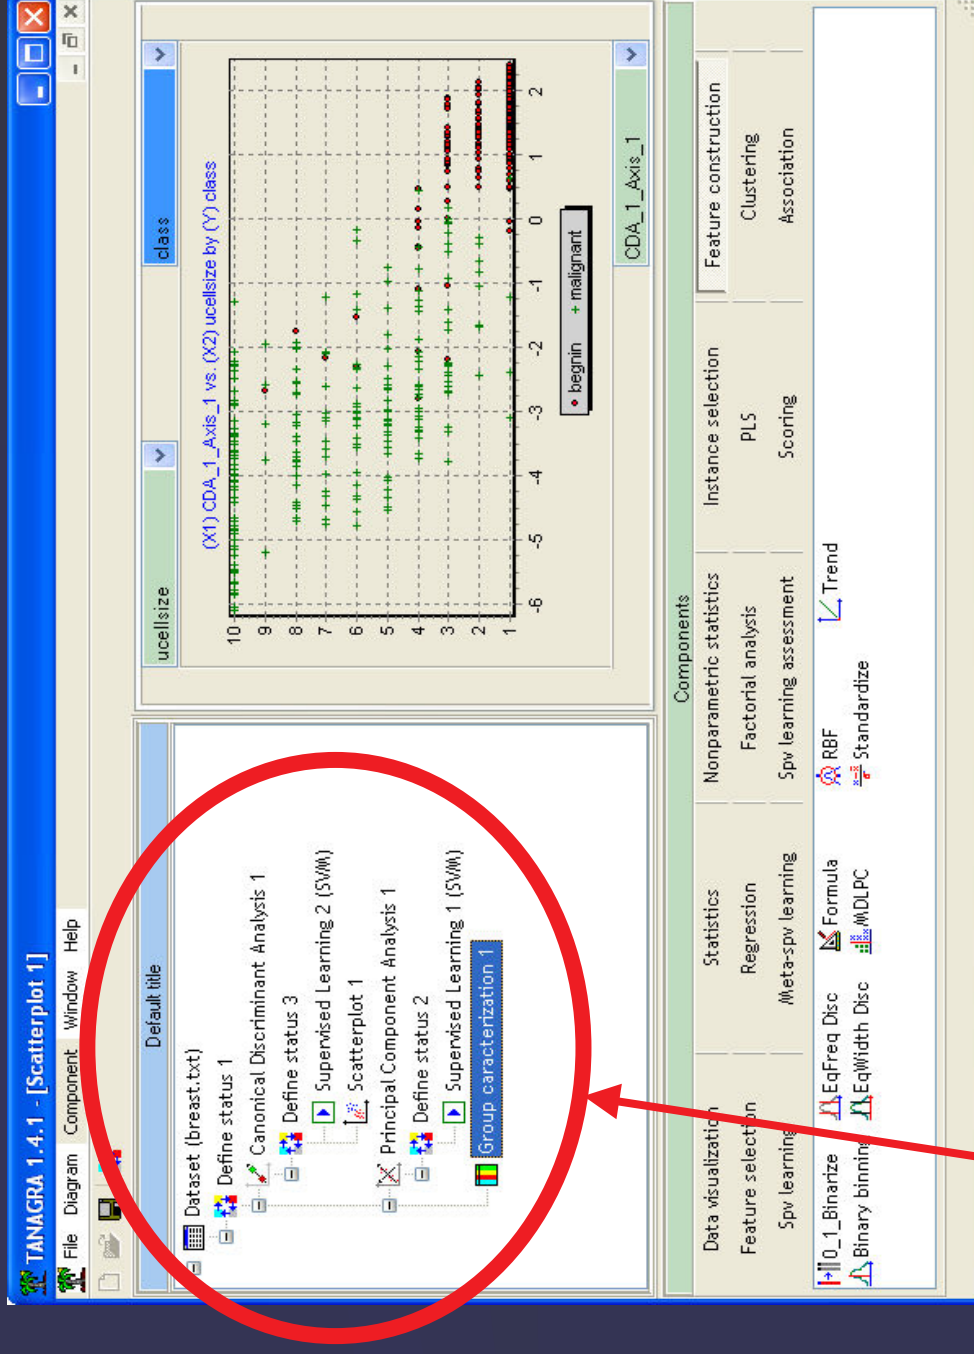 TANAGRA 1.4.1 - [Scatterplot 1]
File Diagram Component Window Help
Default title
Dataset (breast.txt)
Define status 1
Canonical Discriminant Analysis 1
Define status 3
Supervised Learning 2 (SVM)
Scatterplot 1
Principal Component Analysis 1
Define status 2
Supervised Learning 1 (SVM)
Group caracterization 1
ucellsize
class
(X1) CDA_1_Axis_1 vs. (X2) ucellsize by (Y) class
10
9
8
7
6
5
4
3
2
1
-6 -5 -4 -3 -2 -1 0 1 2
begnin malignant
CDA_1_Axis_1
Components
Data visualization Statistics Nonparametric statistics Instance selection Feature construction
Feature selection Regression Factorial analysis PLS Clustering
Spv learning Meta-spv learning Spv learning assessment Scoring Association
0_1_Binarize EqFreq Disc Formula RBF Trend
Binary binning EqWidth Disc MDLPC Standardize